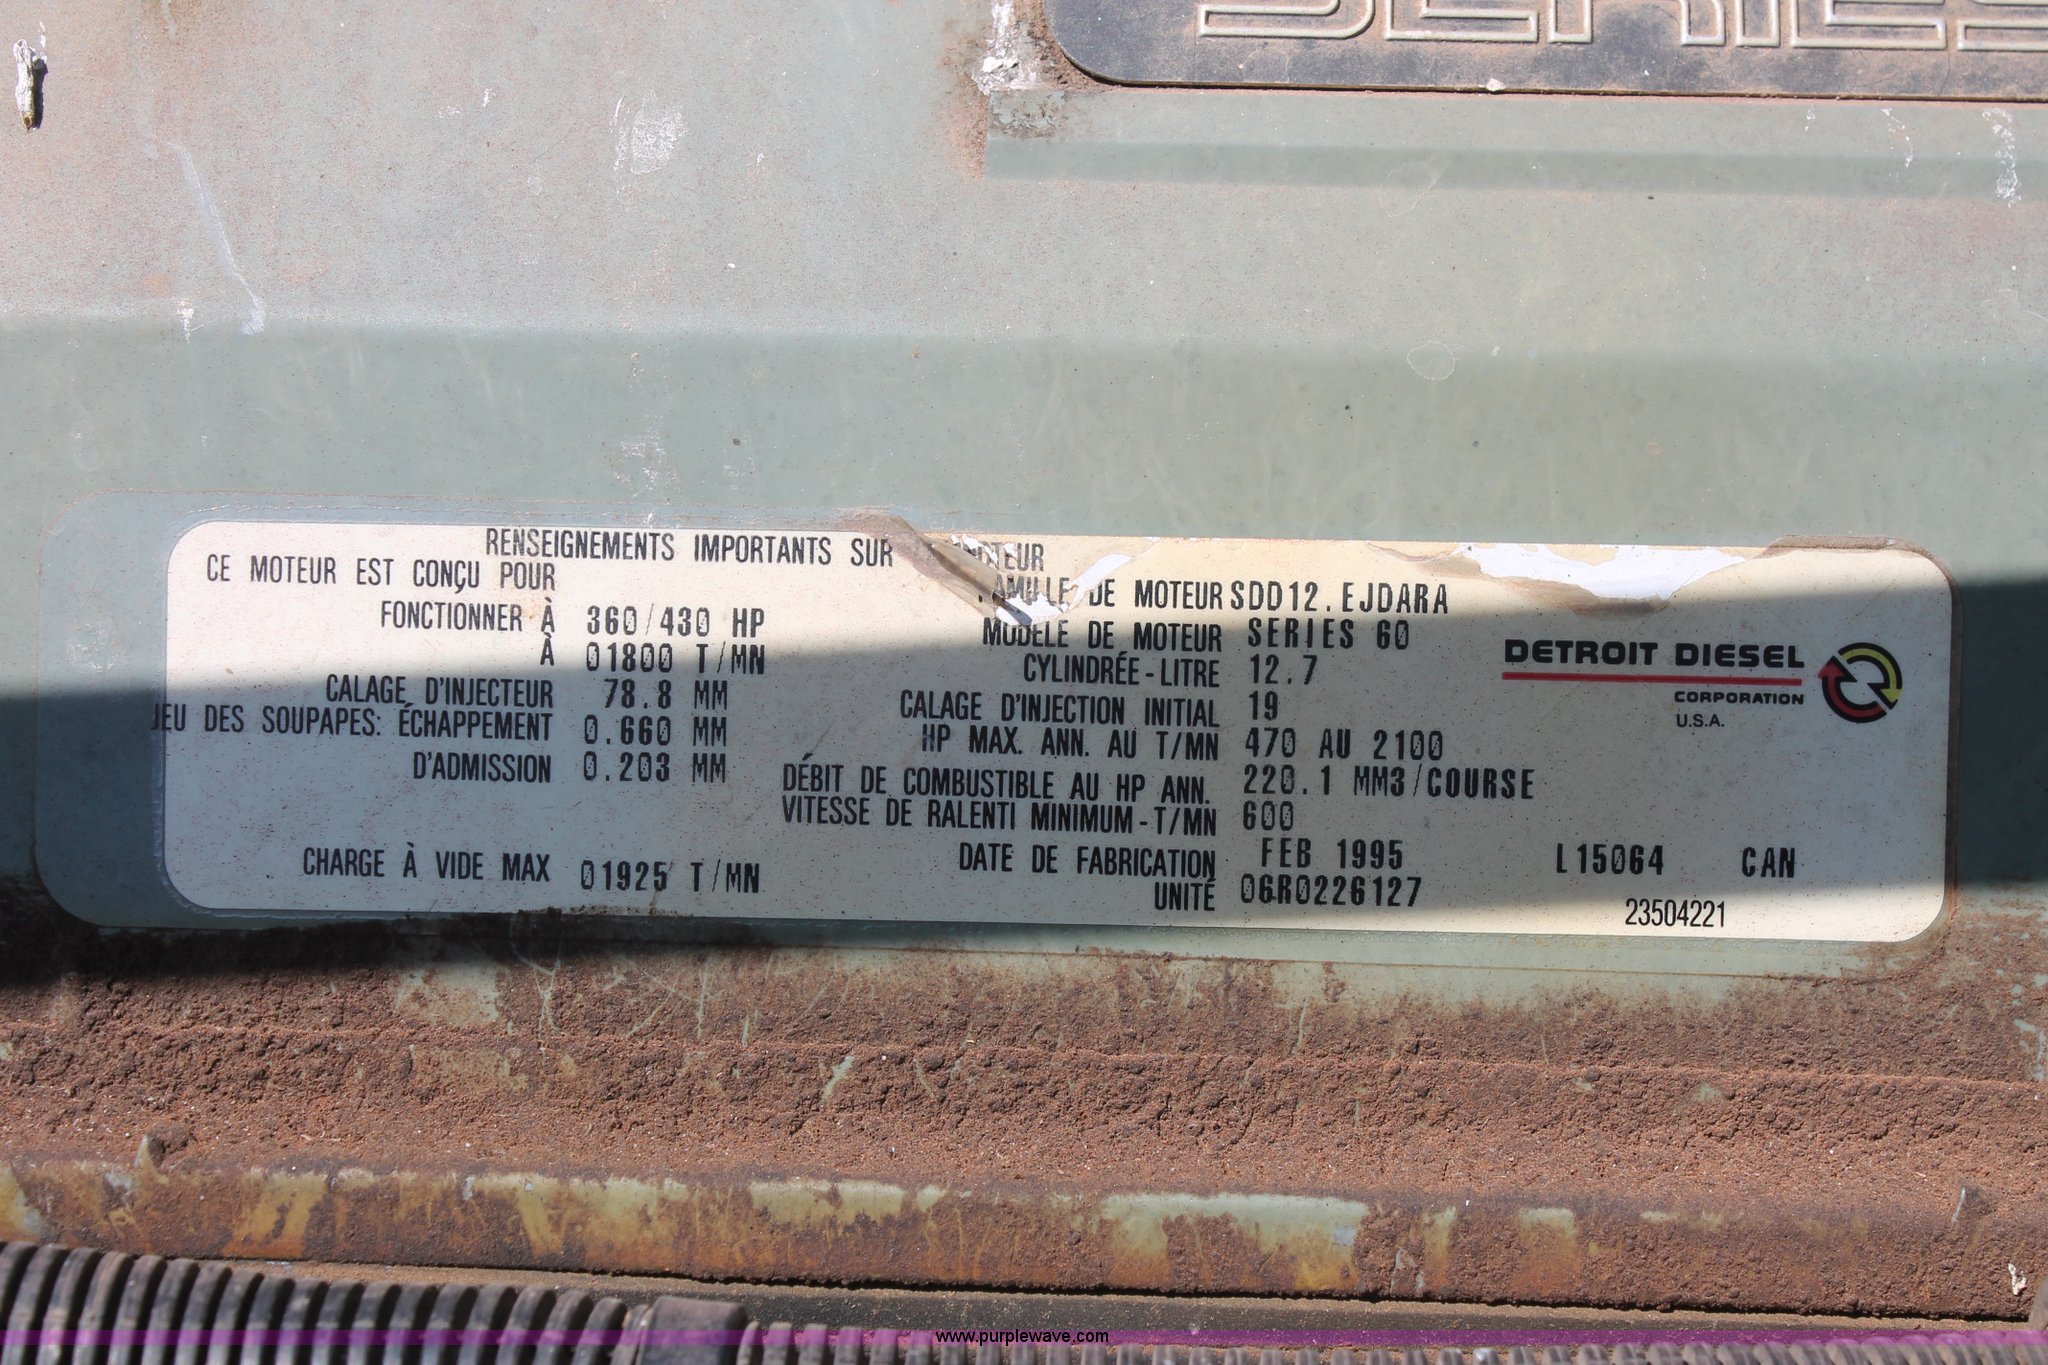 SERIES
RENSEIGNEMENTS IMPORTANTS SUR MOTEUR
CE MOTEUR EST CONÇU POUR
FONCTIONNER À 360/430 HP
À 01800 T/MN
CALAGE D'INJECTEUR 78.8 MM
JEU DES SOUPAPES: ÉCHAPPEMENT 0.660 MM
D'ADMISSION 0.203 MM
CHARGE À VIDE MAX 01925 T/MN
FAMILLE DE MOTEUR SDD12.EJDARA
MODÈLE DE MOTEUR SERIES 60
CYLINDRÉE-LITRE 12.7
CALAGE D'INJECTION INITIAL 19
HP MAX. ANN. AU T/MN 470 AU 2100
DÉBIT DE COMBUSTIBLE AU HP ANN. 220.1 MM3/COURSE
VITESSE DE RALENTI MINIMUM-T/MN 600
DATE DE FABRICATION FEB 1995 L15064 CAN
UNITÉ 06R0226127
23504221
DETROIT DIESEL
CORPORATION
U.S.A.
www.purplewave.com